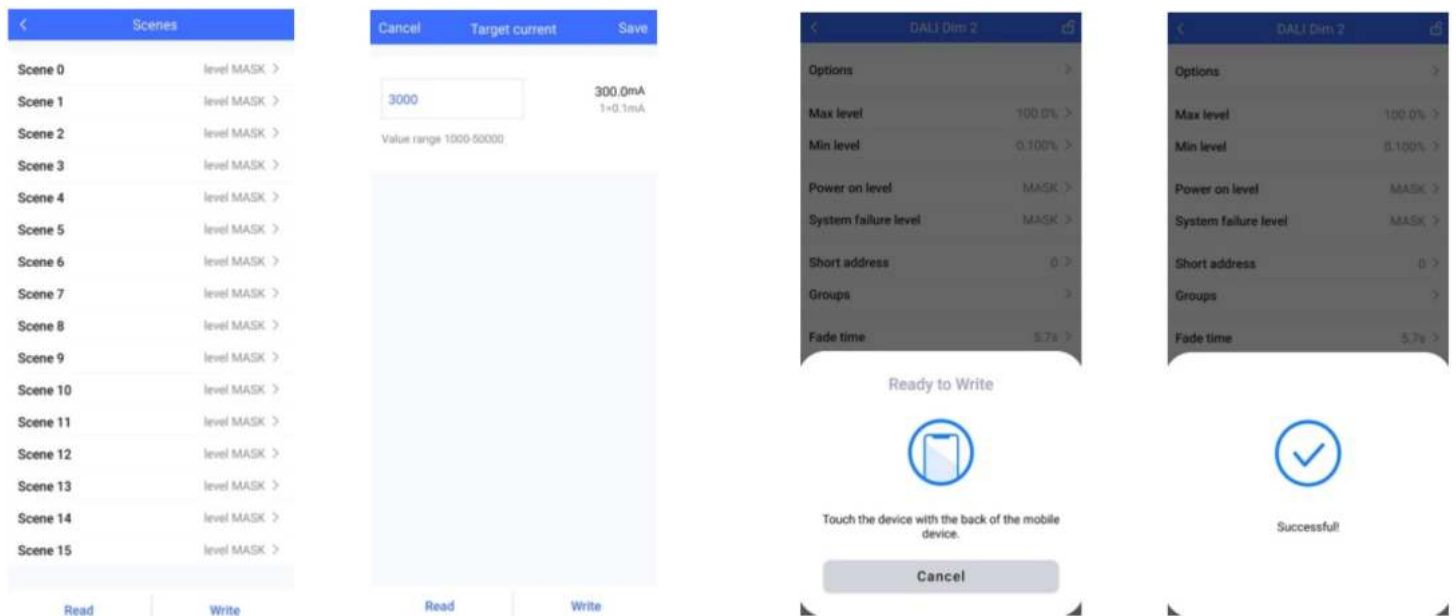 Scenes
Scene 0 level MASK >
Scene 1 level MASK >
Scene 2 level MASK >
Scene 3 level MASK >
Scene 4 level MASK >
Scene 5 level MASK >
Scene 6 level MASK >
Scene 7 level MASK >
Scene 8 level MASK >
Scene 9 level MASK >
Scene 10 level MASK >
Scene 11 level MASK >
Scene 12 level MASK >
Scene 13 level MASK >
Scene 14 level MASK >
Scene 15 level MASK >
Read Write
Cancel Target current Save
3000 300.0mA
1=0.1mA
Value range 1000-50000
Read Write
DALI Dim 2
Options >
Max level 100.0% >
Min level 0.100% >
Power on level MASK >
System failure level MASK >
Short address 0 >
Groups >
Fade time 5.7s >
Ready to Write
Touch the device with the back of the mobile
device.
Cancel
DALI Dim 2
Options >
Max level 100.0% >
Min level 0.100% >
Power on level MASK >
System failure level MASK >
Short address 0 >
Groups >
Fade time 5.7s >
Successful!